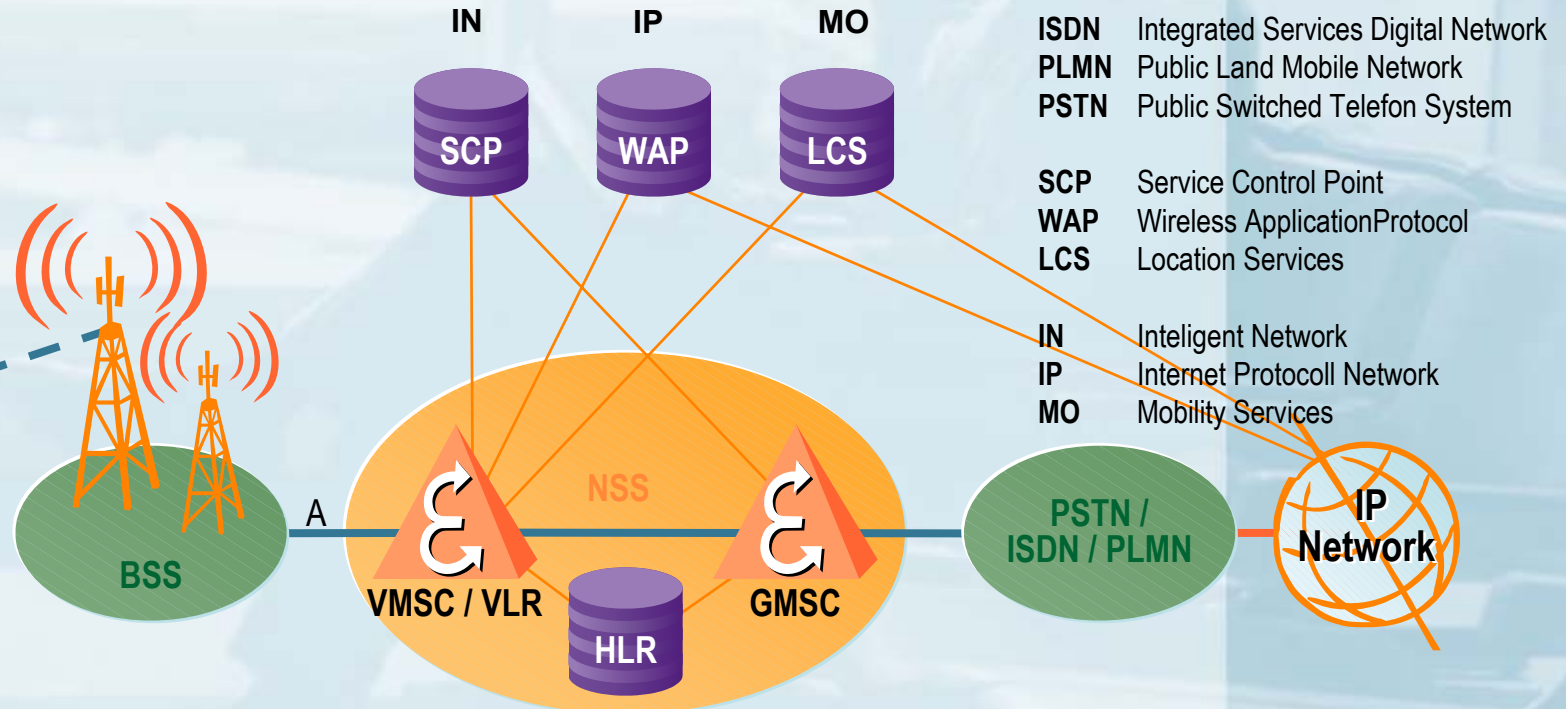 IN IP MO
SCP WAP LCS
ISDN Integrated Services Digital Network
PLMN Public Land Mobile Network
PSTN Public Switched Telefon System
SCP Service Control Point
WAP Wireless ApplicationProtocol
LCS Location Services
IN Inteligent Network
IP Internet Protocoll Network
MO Mobility Services
BSS
A
NSS
VMSC / VLR
HLR
GMSC
PSTN /
ISDN / PLMN
IP
Network